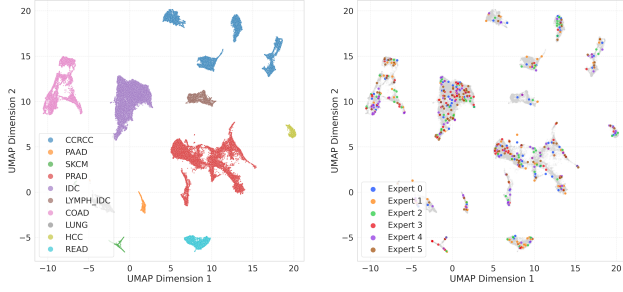 20
15
10
5
0
−5
−10
−5
0
5
10
15
20
UMAP Dimension 1
UMAP Dimension 2
CCRCC
PAAD
SKCM
PRAD
IDC
LYMPH_IDC
COAD
LUNG
HCC
READ
20
15
10
5
0
−5
−10
−5
0
5
10
15
20
UMAP Dimension 1
UMAP Dimension 2
Expert 0
Expert 1
Expert 2
Expert 3
Expert 4
Expert 5